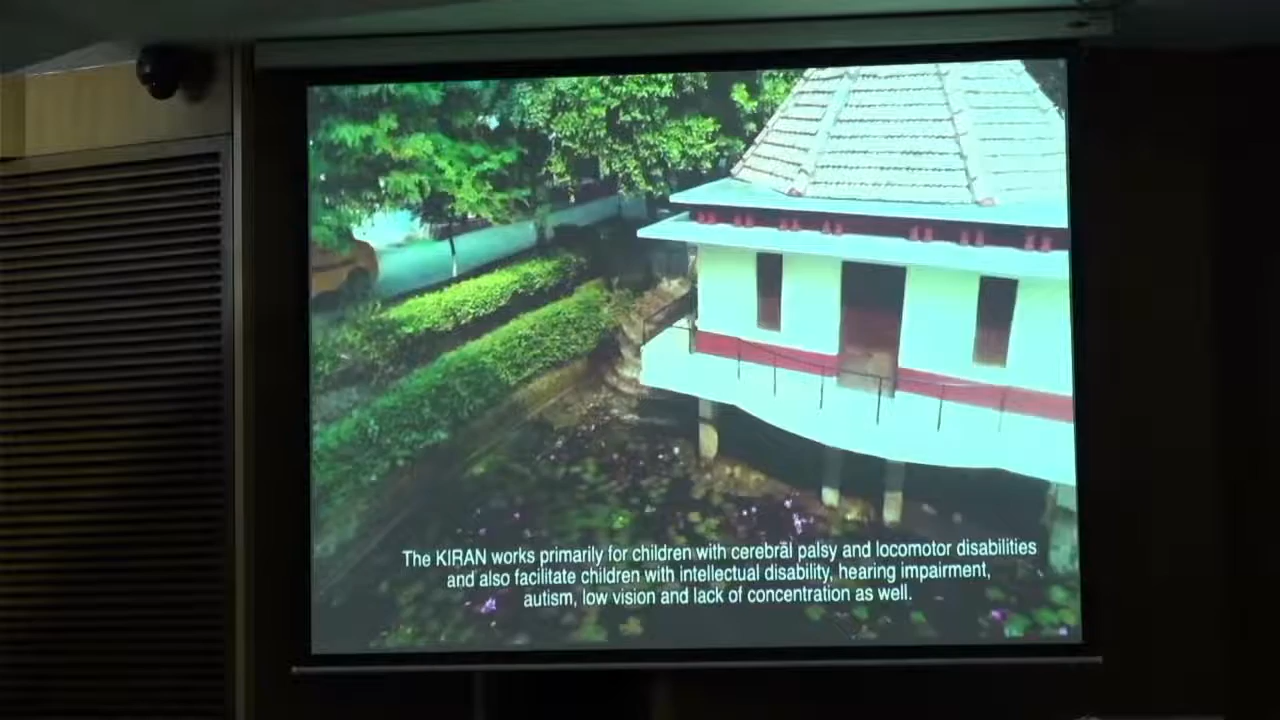 The KIRAN works primarily for children with cerebral palsy and locomotor disabilities
and also facilitate children with intellectual disability, hearing impairment,
autism, low vision and lack of concentration as well.